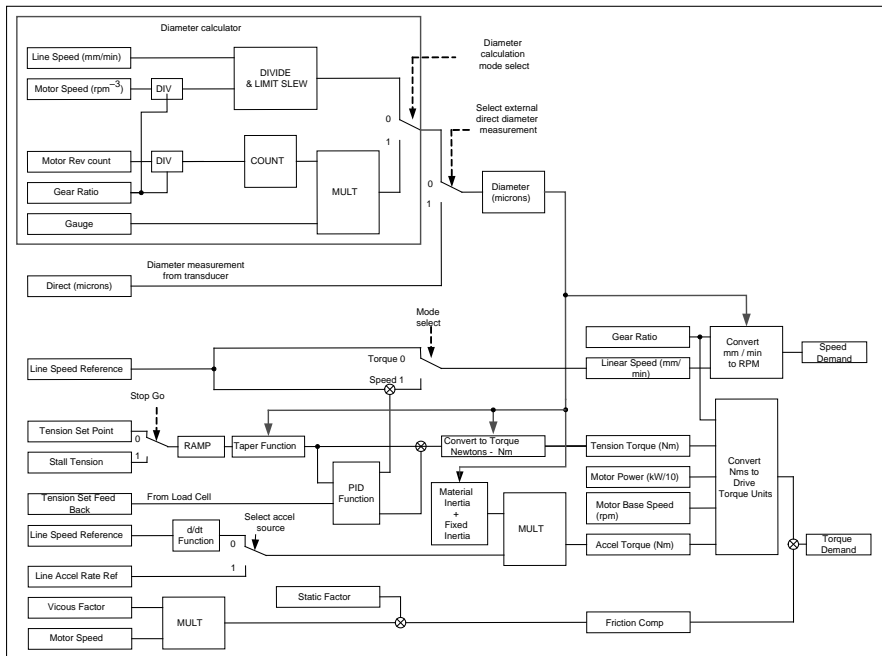 Diameter calculator
Line Speed (mm/min)
Motor Speed (rpm⁻³)
DIV
DIVIDE
& LIMIT SLEW
Diameter
calculation
mode select
Select external
direct diameter
measurement
0
1
Motor Rev count
DIV
COUNT
Gear Ratio
MULT
Gauge
0
1
Diameter
(microns)
Diameter measurement
from transducer
Direct (microns)
Mode
select
Gear Ratio
Convert
mm / min
to RPM
Speed
Demand
Line Speed Reference
Torque 0
Speed 1
Linear Speed (mm/
min)
Stop Go
Tension Set Point
0
1
Stall Tension
RAMP
Taper Function
Convert to Torque
Newtons - Nm
Tension Torque (Nm)
Convert
Nms to
Drive
Torque Units
Motor Power (kW/10)
Tension Set Feed
Back
From Load Cell
PID
Function
Material
Inertia
+
Fixed
Inertia
MULT
Motor Base Speed
(rpm)
Line Speed Reference
d/dt
Function
Select accel
source
0
1
Accel Torque (Nm)
Torque
Demand
Line Accel Rate Ref
Vicous Factor
MULT
Static Factor
Motor Speed
Friction Comp